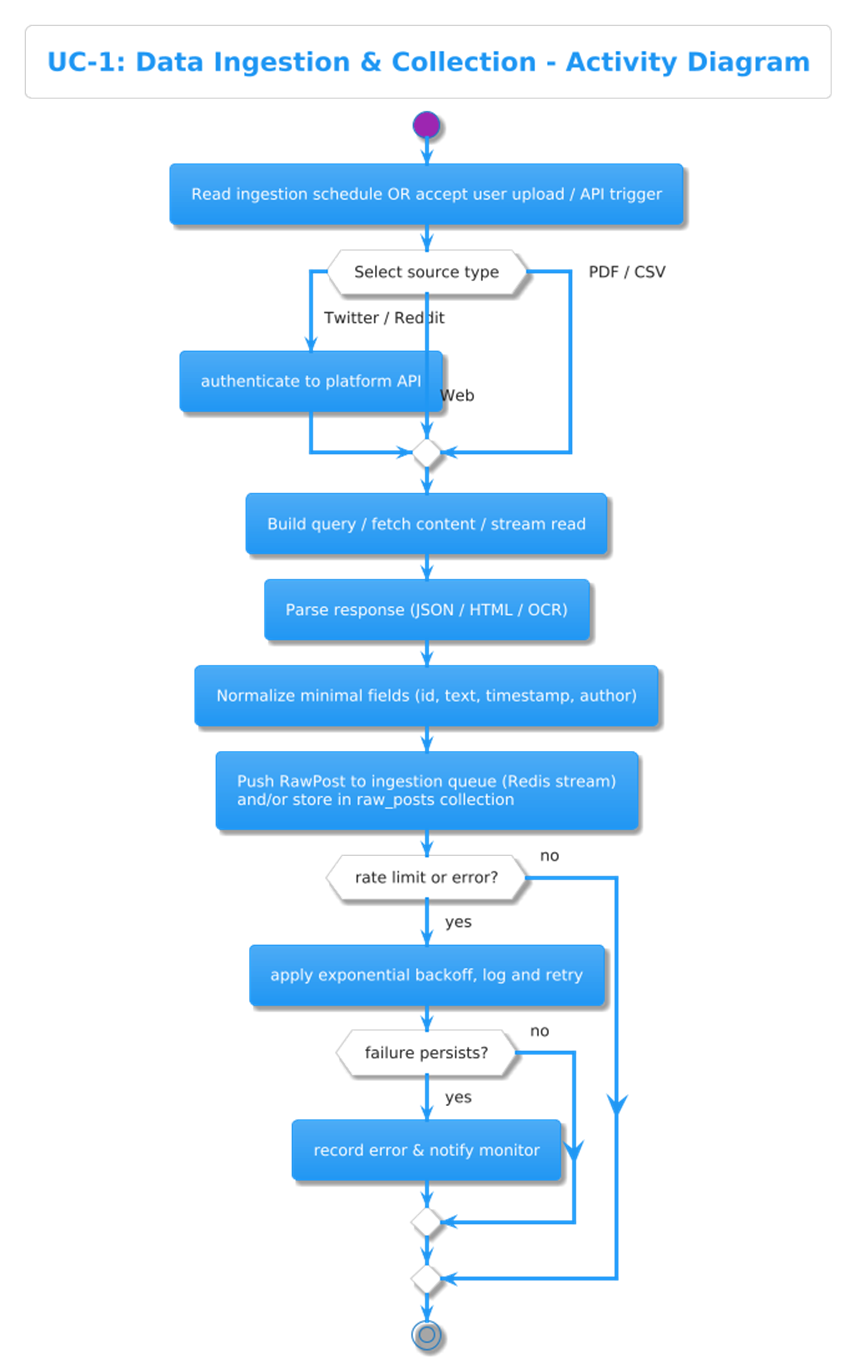 UC-1: Data Ingestion & Collection - Activity Diagram
Read ingestion schedule OR accept user upload / API trigger
Select source type
PDF / CSV
Twitter / Reddit
authenticate to platform API
Web
Build query / fetch content / stream read
Parse response (JSON / HTML / OCR)
Normalize minimal fields (id, text, timestamp, author)
Push RawPost to ingestion queue (Redis stream)
and/or store in raw_posts collection
no
rate limit or error?
yes
apply exponential backoff, log and retry
no
failure persists?
yes
record error & notify monitor